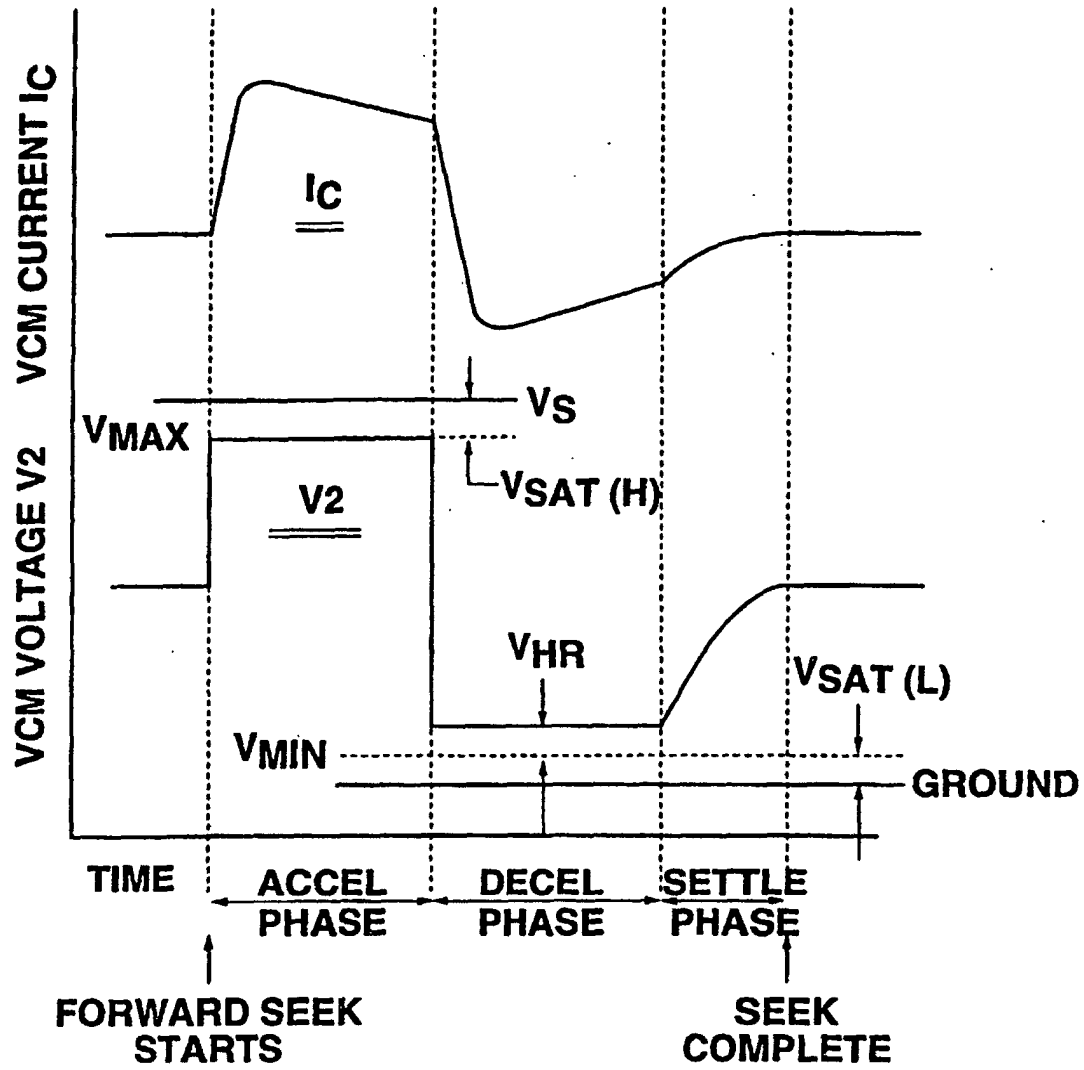 VCM CURRENT IC
IC
VS
VMAX
VSAT (H)
VCM VOLTAGE V2
V2
VHR
VSAT (L)
VMIN
GROUND
TIME
ACCEL
PHASE
DECEL
PHASE
SETTLE
PHASE
FORWARD SEEK
STARTS
SEEK
COMPLETE